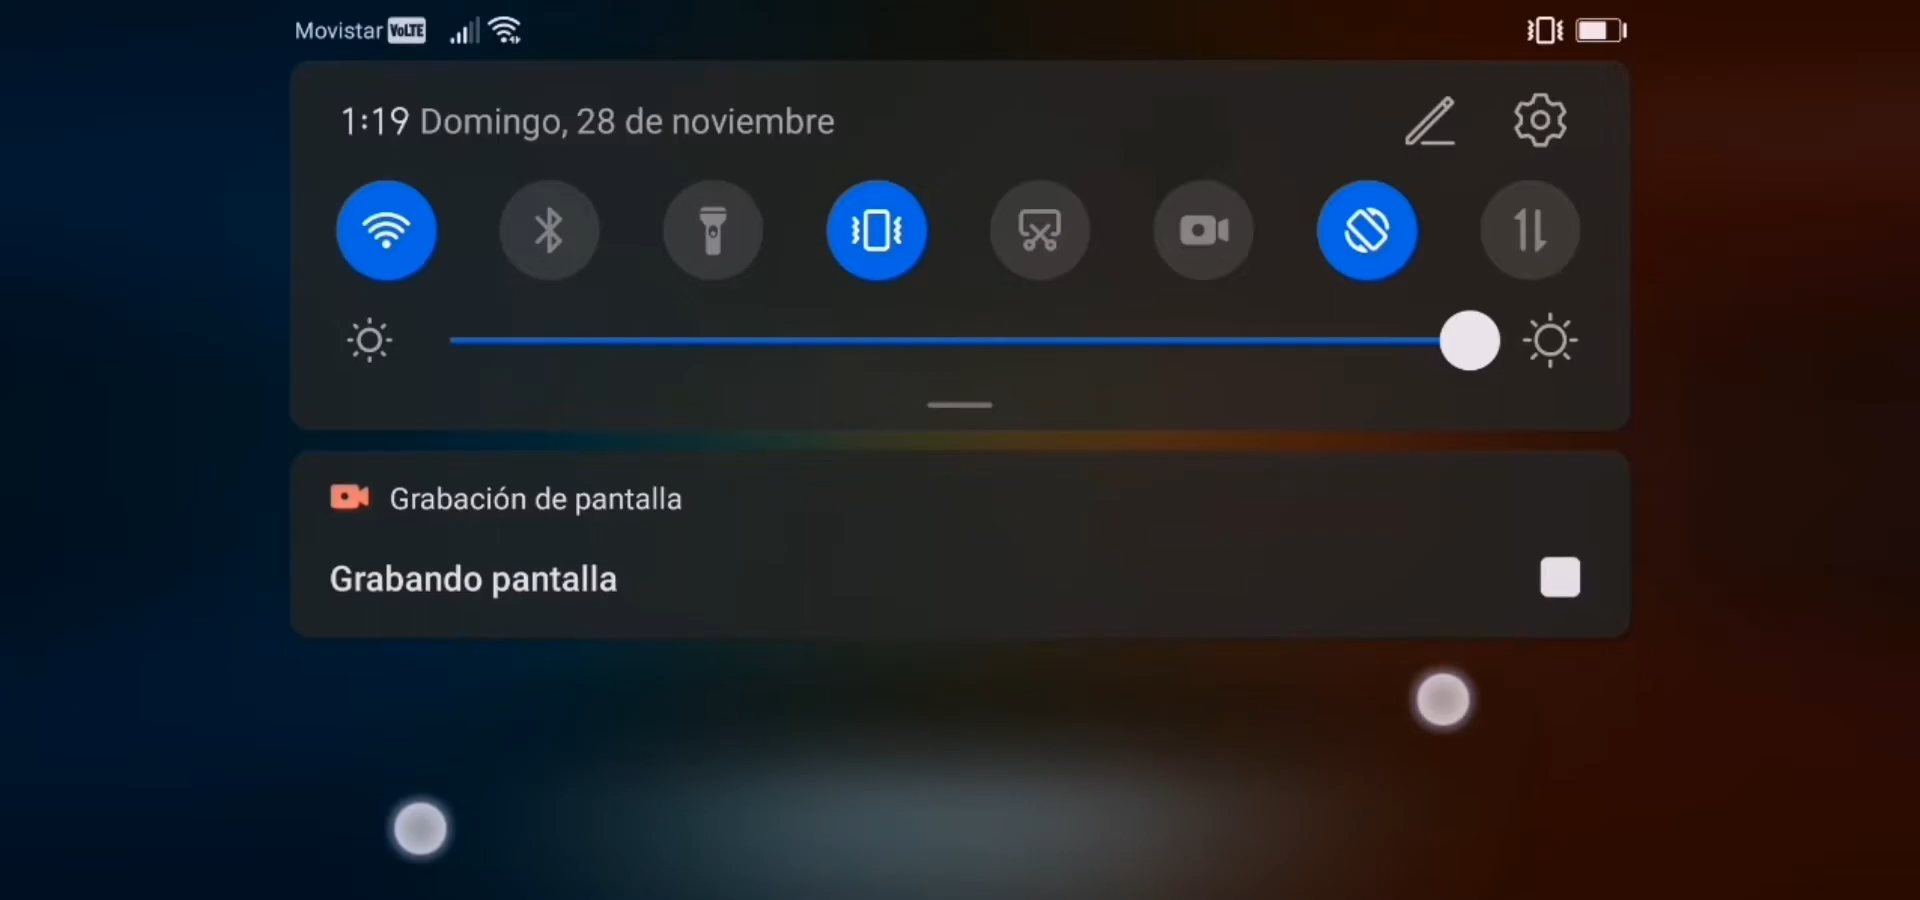 Movistar VoLTE
1:19 Domingo, 28 de noviembre
Grabación de pantalla
Grabando pantalla